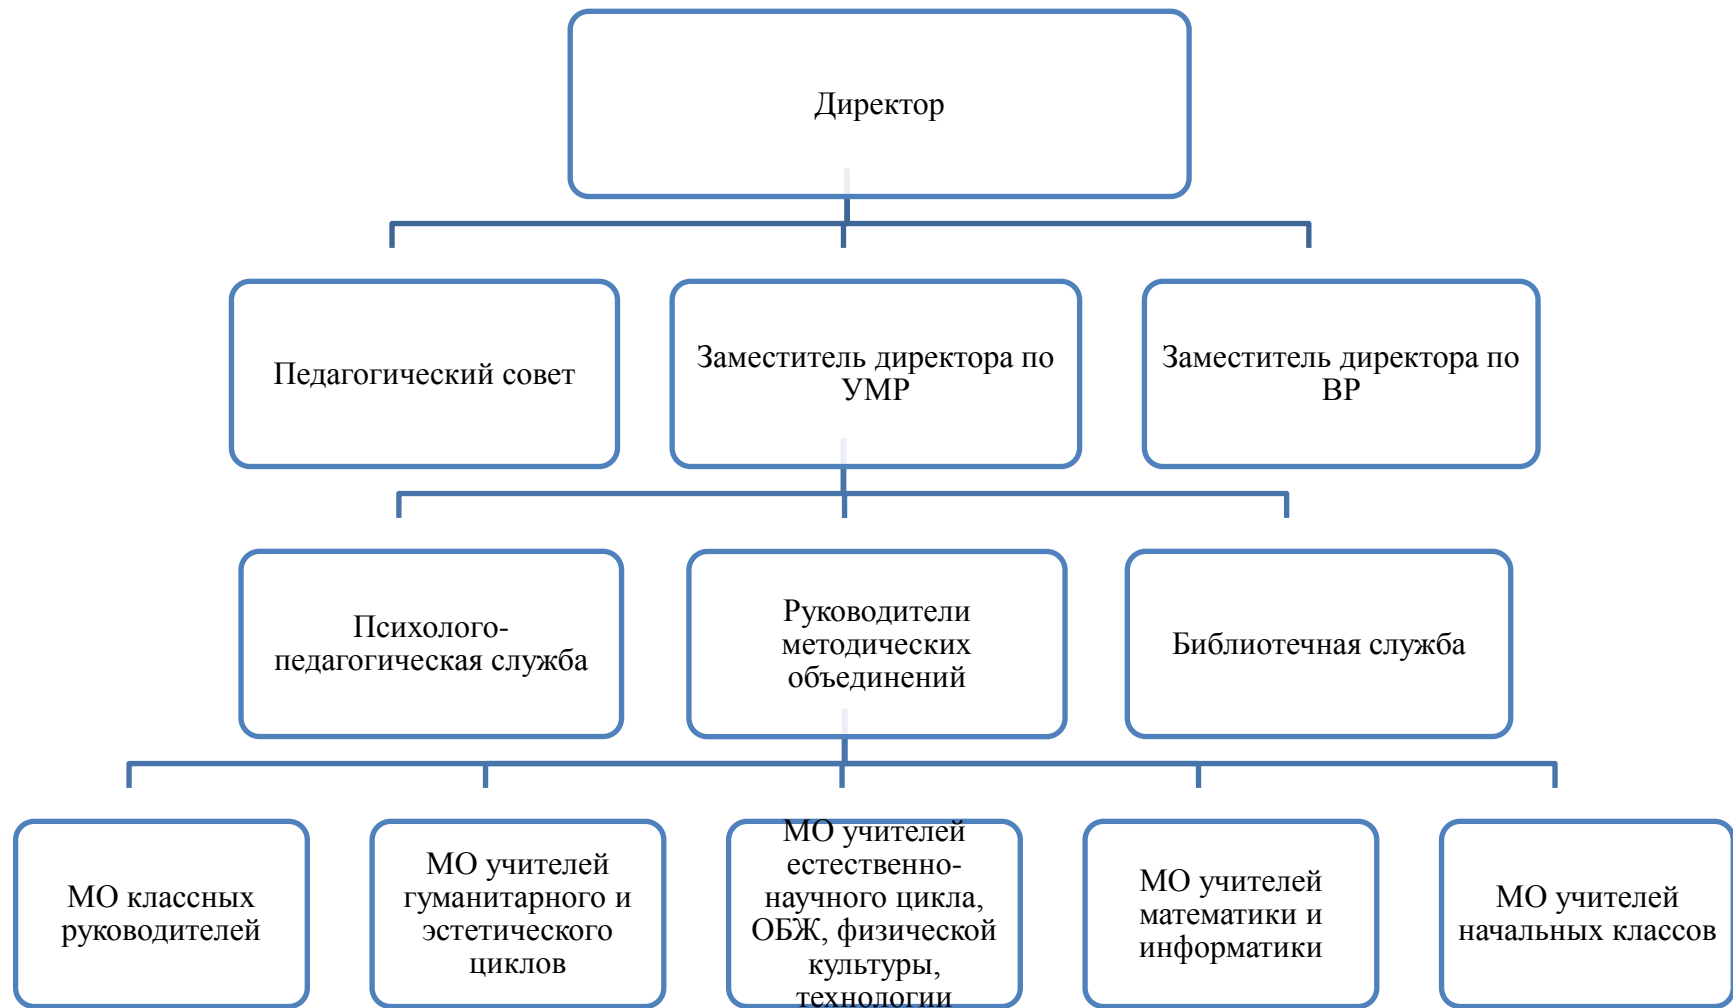 Директор
Педагогический совет
Заместитель директора по
УМР
Заместитель директора по
ВР
Психолого-
педагогическая служба
Руководители
методических
объединений
Библиотечная служба
МО классных
руководителей
МО учителей
гуманитарного и
эстетического
циклов
МО учителей
естественно-
научного цикла,
ОБЖ, физической
культуры,
технологии
МО учителей
математики и
информатики
МО учителей
начальных классов